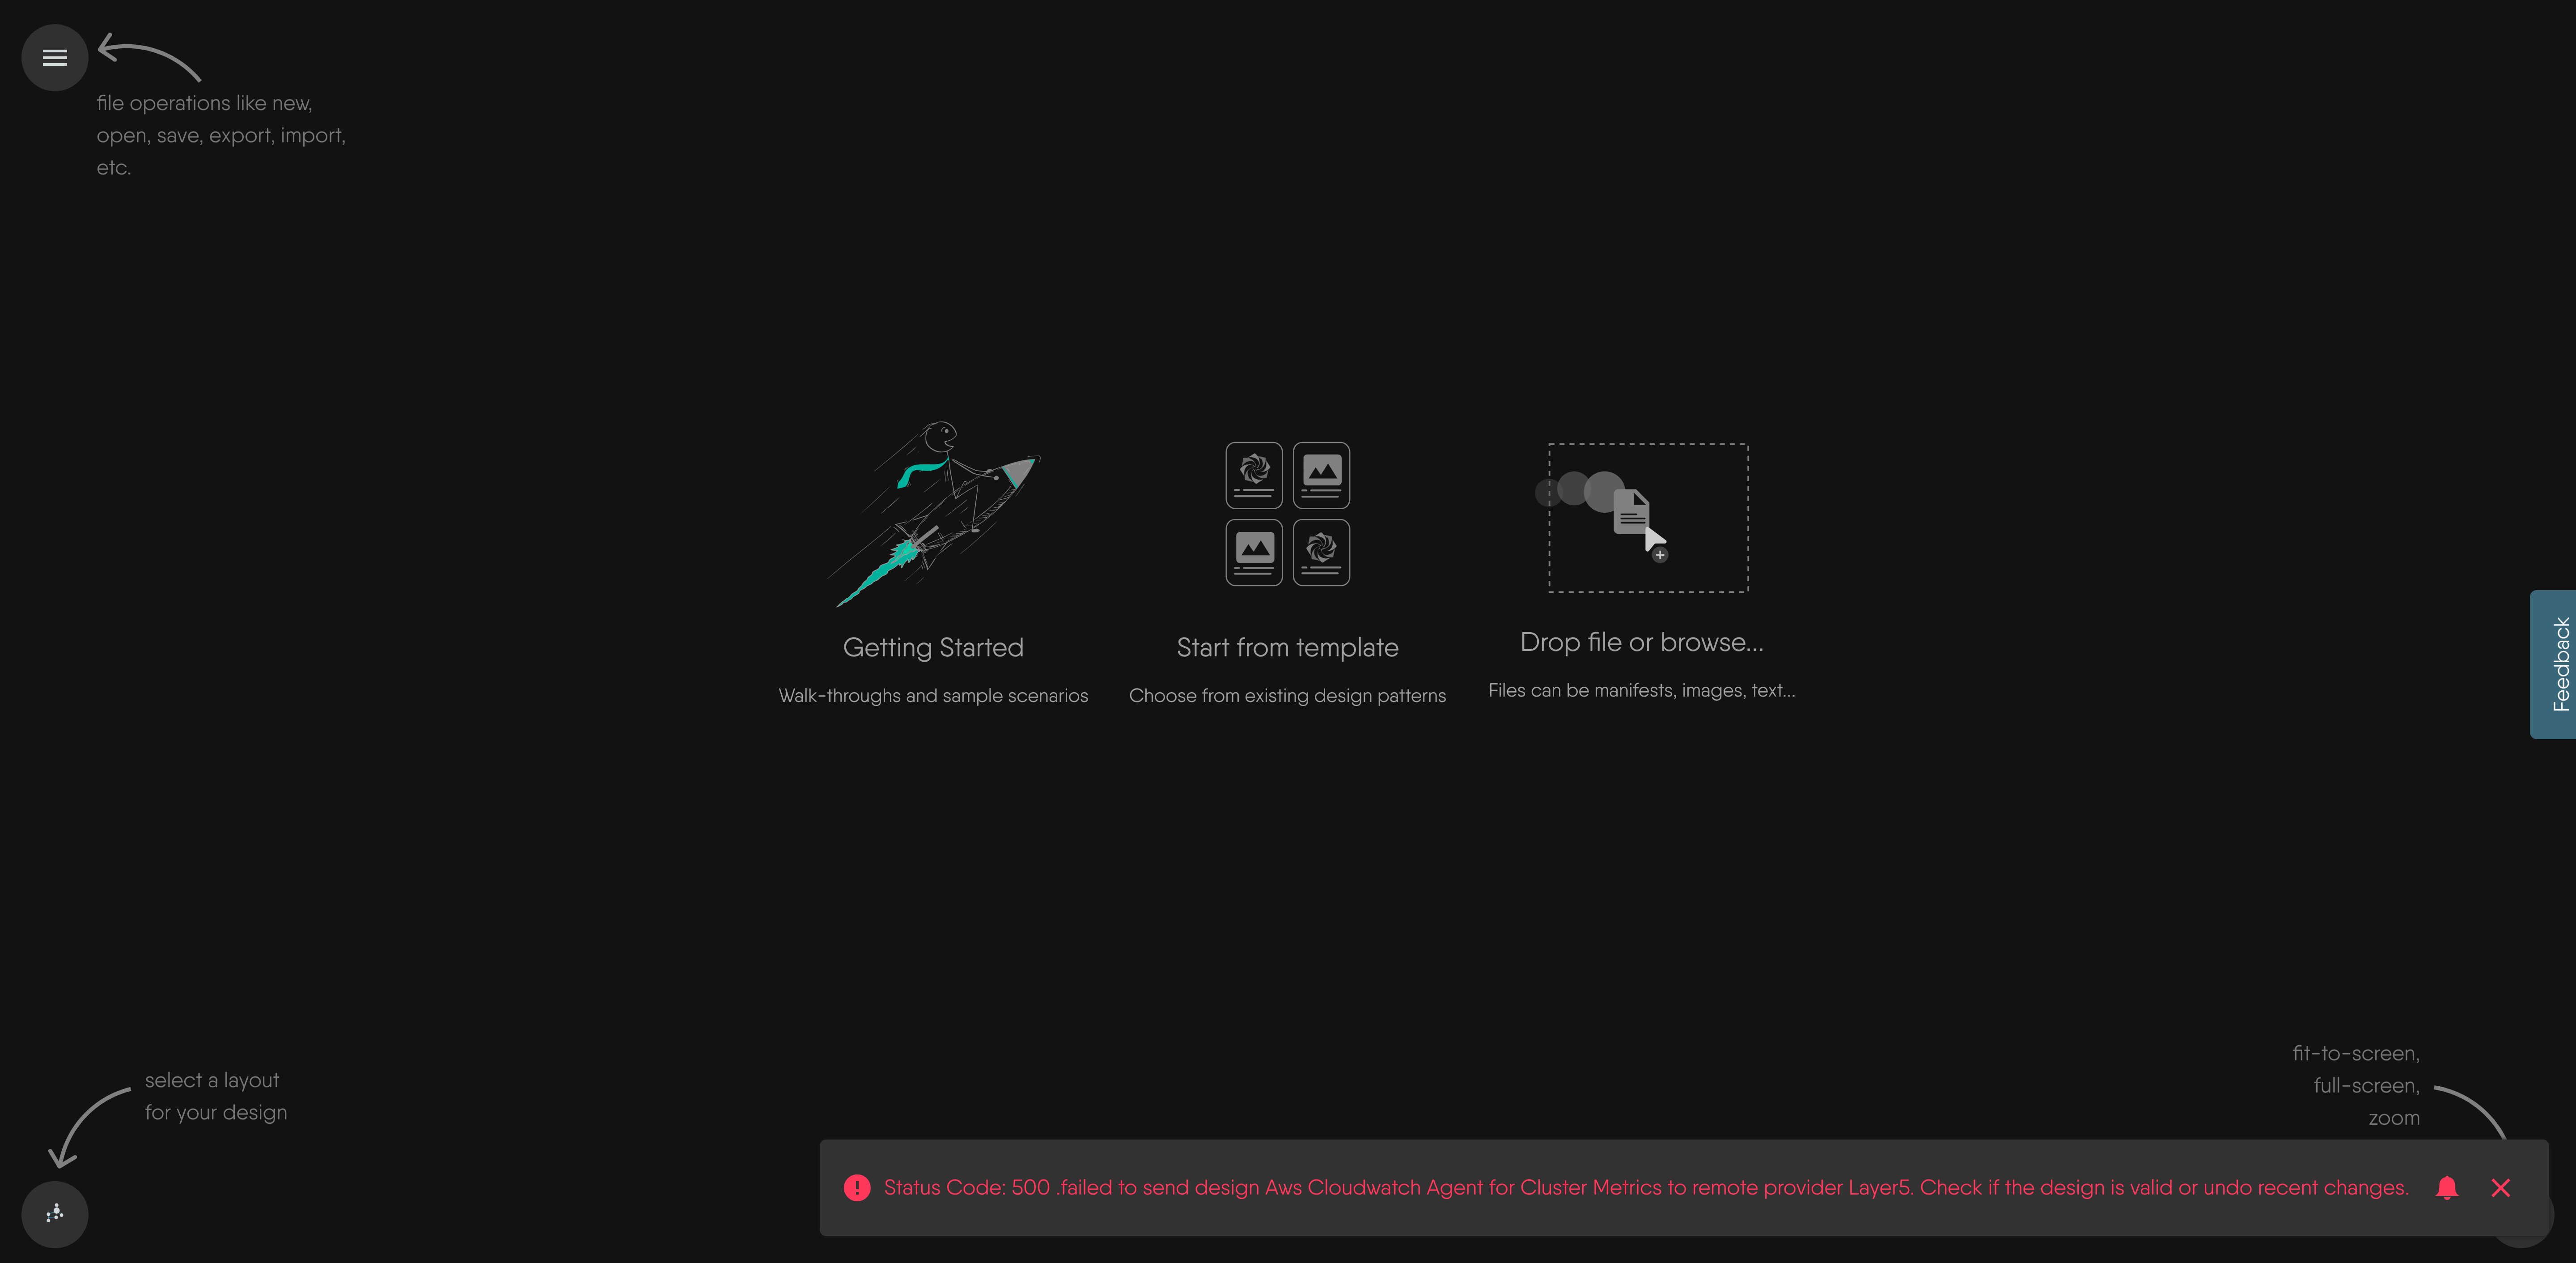 file operations like new,
open, save, export, import,
etc.
Getting Started
Walk-throughs and sample scenarios
Start from template
Choose from existing design patterns
Drop file or browse...
Files can be manifests, images, text...
Feedback
select a layout
for your design
fit-to-screen,
full-screen,
zoom
Status Code: 500 .failed to send design Aws Cloudwatch Agent for Cluster Metrics to remote provider Layer5. Check if the design is valid or undo recent changes.